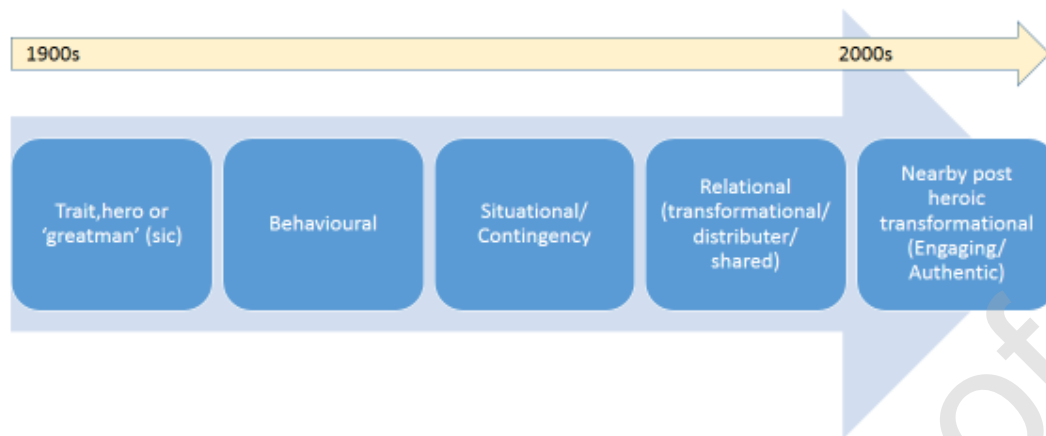 1900s
2000s
Trait,hero or
‘greatman’ (sic)
Behavioural
Situational/
Contingency
Relational
(transformational/
distributer/
shared)
Nearby post
heroic
transformational
(Engaging/
Authentic)
of